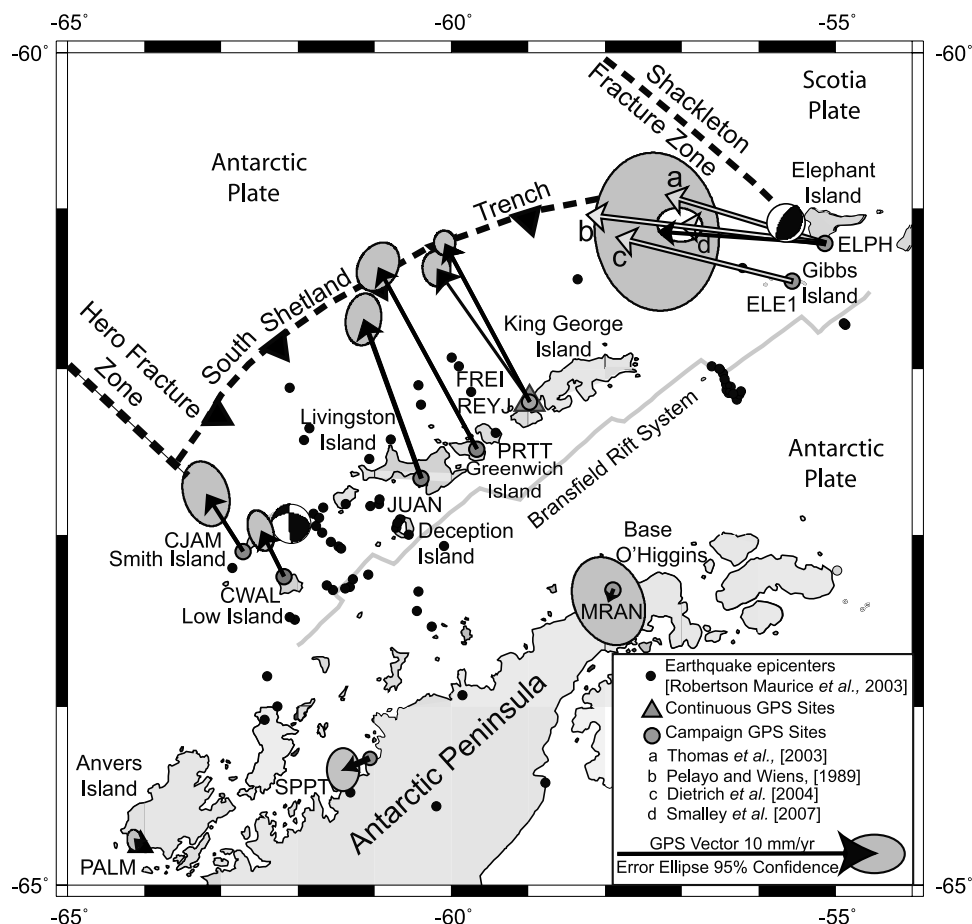 -65˚
-60˚
-55˚
-60˚
-60˚
Scotia
Plate
Shackleton
Fracture Zone
Antarctic
Plate
Elephant
Island
a
Trench
b
c
d
ELPH
Gibbs
Island
ELE1
South Shetland
Hero Fracture
Zone
King George
Island
FREI
REYJ
Livingston
Island
PRTT
Greenwich
Island
Bransfield Rift System
Antarctic
Plate
JUAN
Deception
Island
Base
O'Higgins
CJAM
Smith Island
CWAL
Low Island
MRAN
Earthquake epicenters
[Robertson Maurice et al., 2003]
Continuous GPS Sites
Campaign GPS Sites
a Thomas et al., [2003]
b Pelayo and Wiens, [1989]
c Dietrich et al. [2004]
d Smalley et al. [2007]
GPS Vector 10 mm/yr
Error Ellipse 95% Confidence
Antarctic Peninsula
Anvers
Island
SPPT
PALM
-65˚
-65˚
-65˚
-60˚
-55˚